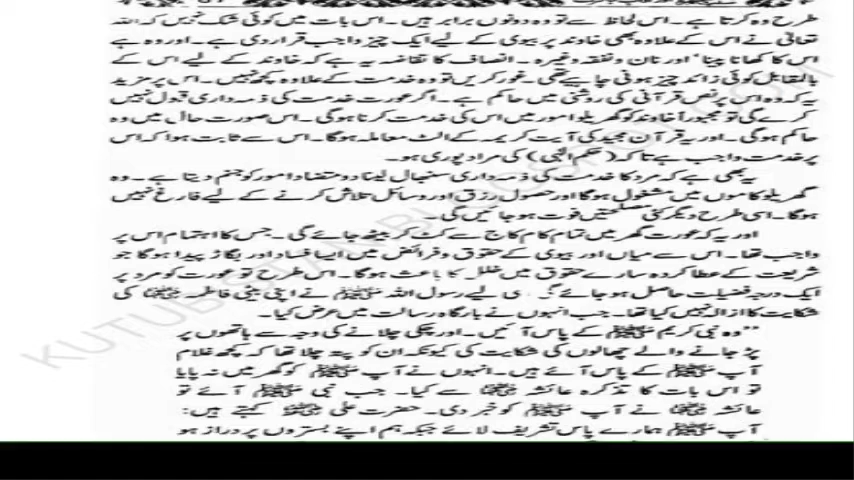 طرح وہ کرتا ہے۔ اس لحاظ سے تو وہ دونوں برابر ہیں۔ اس بات میں کوئی شک نہیں کہ اللہ
تعالیٰ نے اس کے علاوہ بھی خاوند پر بیوی کے لیے ایک چیز واجب قرار دی ہے۔ اور وہ ہے
اس کا کھانا پینا' اور نان و نفقہ وغیرہ۔ انصاف کا تقاضہ یہ ہے کہ خاوند کے لیے اس کے
بالمقابل کوئی زائد چیز ہونی چاہیے تھی۔ غور کریں تو وہ خدمت کے علاوہ کچھ نہیں۔ اس پر مزید
یہ کہ وہ اس پر نص قرآنی کی روشنی میں حاکم ہے۔ اگر عورت خدمت کی ذمہ داری قبول نہیں
کرے گی تو مجبوراً خاوند کو گھریلو امور میں اس کی خدمت کرنا ہوگی۔ اس صورت حال میں وہ
حاکم ہوگی۔ اور یہ قرآن مجید کی آیت کریمہ کے الٹ معاملہ ہوگا۔ اس سے ثابت ہوا کہ اس
پر خدمت واجب ہے تاکہ (حکم الٰہی) کی مراد پوری ہو۔
یہ بھی ہے کہ مرد کا خدمت کی ذمہ داری سنبھال لینا دو متضاد امور کو جنم دیتا ہے۔ وہ
گھریلو کاموں میں مشغول ہوگا اور حصول رزق اور وسائل تلاش کرنے کے لیے فارغ نہیں
ہوگا۔ اسی طرح دیگر کئی مصلحتیں فوت ہو جائیں گی۔
اور یہ کہ عورت گھر میں تمام کام کاج سے کٹ کر بیٹھ جائے گی۔ جس کا اہتمام اس پر
واجب تھا۔ اس سے میاں اور بیوی کے حقوق و فرائض میں ایسا فساد اور بگاڑ پیدا ہوگا جو
شریعت کے عطا کردہ سارے حقوق میں خلل کا باعث ہوگا۔ اس طرح تو عورت کو مرد پر
ایک درجہ فضیلت حاصل ہو جائے گی۔ لیے رسول اللہ ﷺ نے اپنی بیٹی فاطمہ رضی اللہ عنہا کی
شکایت کا ازالہ نہیں کیا تھا۔ جب انہوں نے بارگاہ رسالت میں عرض کیا۔
"وہ نبی کریم ﷺ کے پاس آئیں۔ اور چکی چلانے کی وجہ سے ہاتھوں پر
پڑ جانے والے چھالوں کی شکایت کی کیونکہ ان کو پتہ چلا تھا کہ کچھ غلام
آپ ﷺ کے پاس آئے ہیں۔ انہوں نے آپ ﷺ کو گھر میں نہ پایا
تو اس بات کا تذکرہ عائشہ رضی اللہ عنہا سے کیا۔ جب نبی ﷺ آئے تو
عائشہ رضی اللہ عنہا نے آپ ﷺ کو خبر دی۔ حضرت علی رضی اللہ عنہ کہتے ہیں:
آپ ﷺ ہمارے پاس تشریف لائے جبکہ ہم اپنے بستروں پر دراز ہو